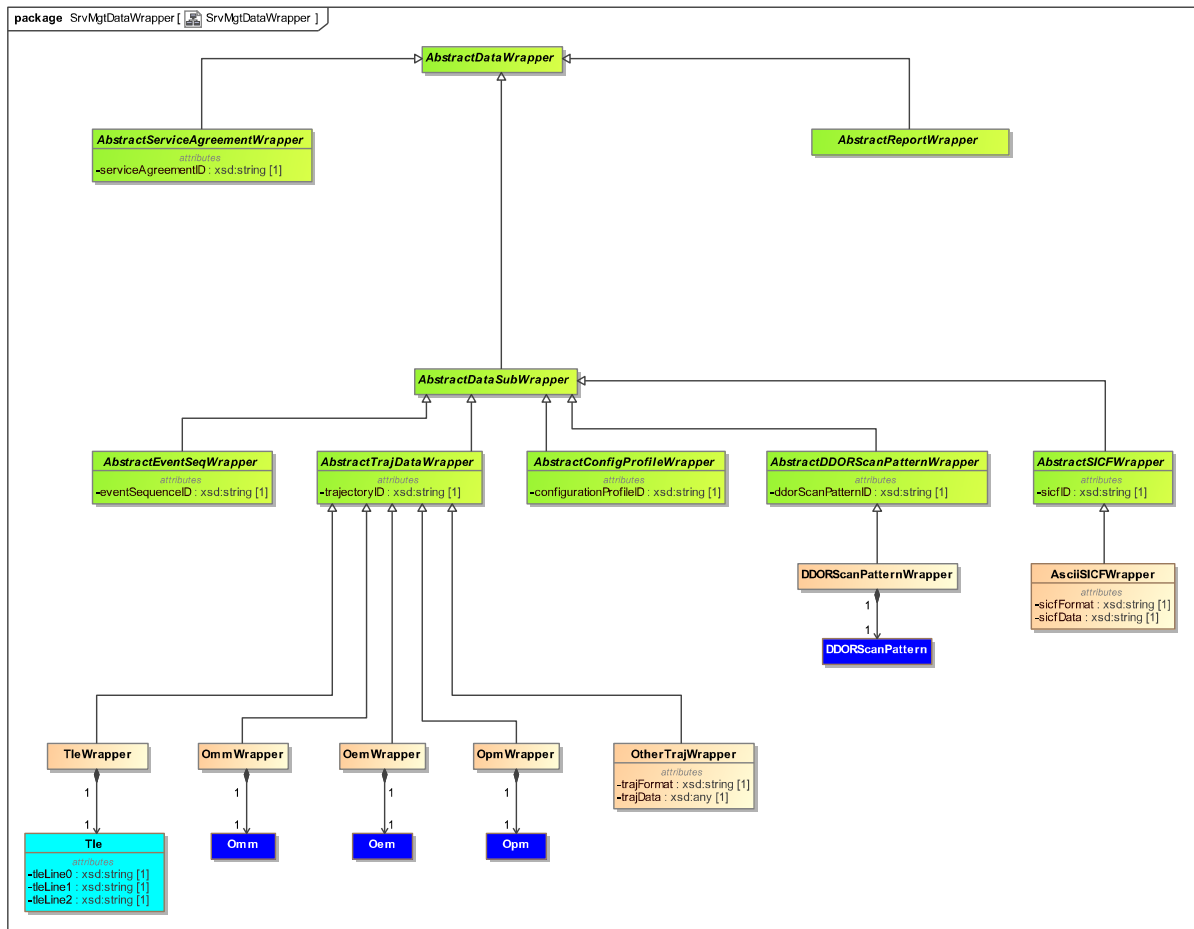 package SrvMgtDataWrapper [ SrvMgtDataWrapper ]
AbstractDataWrapper
AbstractServiceAgreementWrapper
attributes
-serviceAgreementID : xsd:string [1]
AbstractReportWrapper
AbstractDataSubWrapper
AbstractEventSeqWrapper
attributes
-eventSequenceID : xsd:string [1]
AbstractTrajDataWrapper
attributes
-trajectoryID : xsd:string [1]
AbstractConfigProfileWrapper
attributes
-configurationProfileID : xsd:string [1]
AbstractDDORScanPatternWrapper
attributes
-ddorScanPatternID : xsd:string [1]
AbstractSICFWrapper
attributes
-sicfID : xsd:string [1]
DDORScanPatternWrapper
1
1
DDORScanPattern
AsciiSICFWrapper
attributes
-sicfFormat : xsd:string [1]
-sicfData : xsd:string [1]
TleWrapper
1
1
Tle
attributes
-tleLine0 : xsd:string [1]
-tleLine1 : xsd:string [1]
-tleLine2 : xsd:string [1]
OmmWrapper
1
1
Omm
OemWrapper
1
1
Oem
OpmWrapper
1
1
Opm
OtherTrajWrapper
attributes
-trajFormat : xsd:string [1]
-trajData : xsd:any [1]